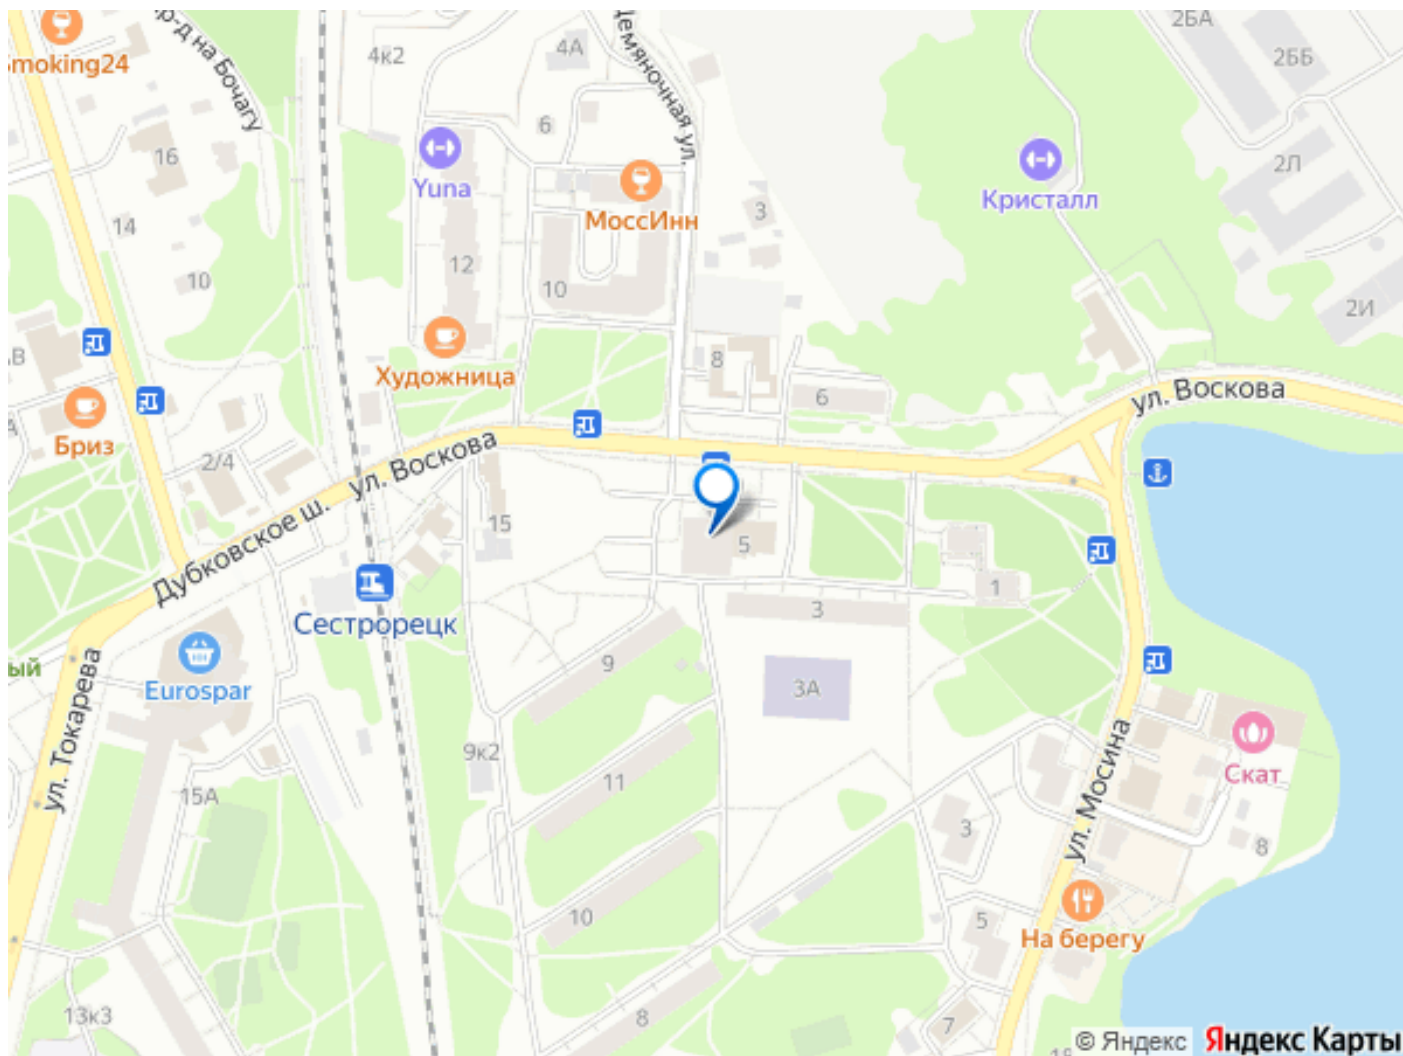 Smoking24
пр-д на Бочагу
4к2
4А
Демяночная ул.
2БА
2ББ
6
16
Yuna
МоссИнн
3
Кристалл
2Л
14
10
12
10
2И
8
6
Художница
ул. Воскова
Бриз
2/4
ул. Воскова
Дубковское ш.
15
5
1
3
Сестрорецк
ый
Eurospar
9
3А
ул. Токарева
15А
9к2
11
ул. Мосина
Скат
3
8
10
5
На берегу
13к3
8
7
© Яндекс
Яндекс Карты